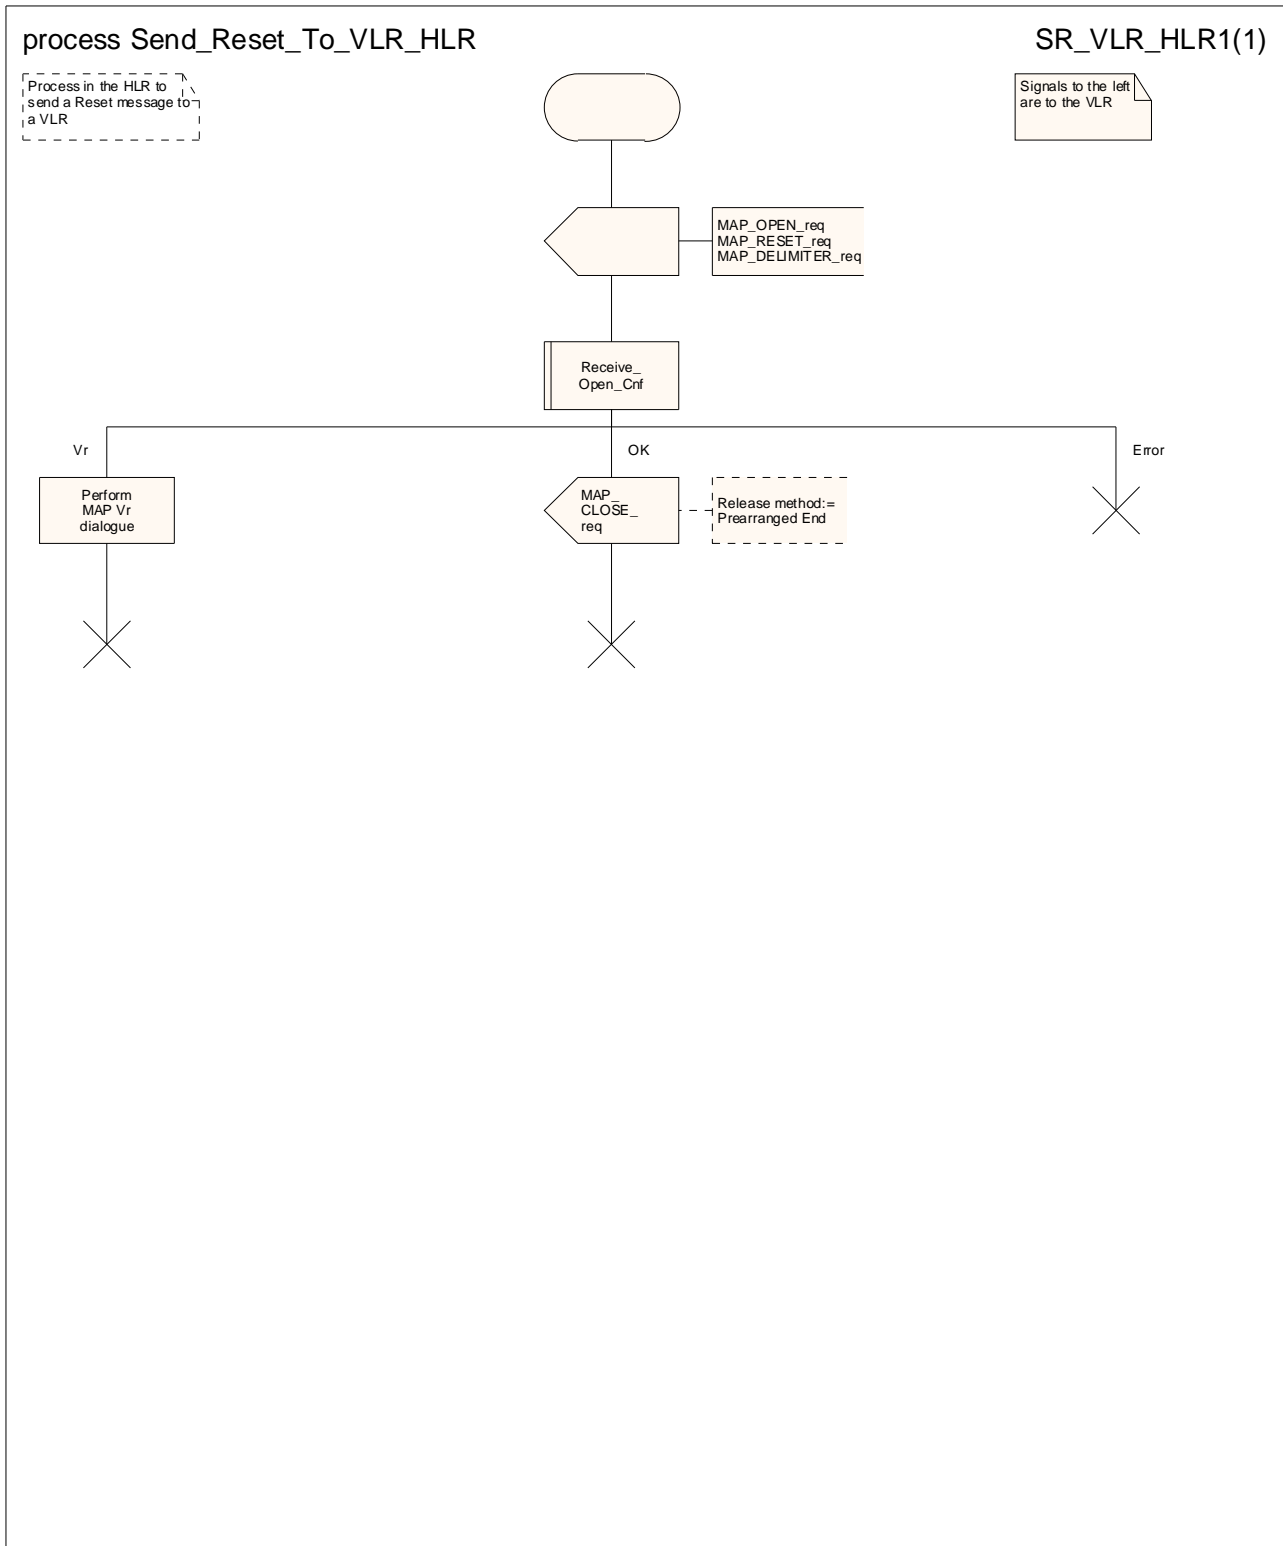 process Send_Reset_To_VLR_HLR
SR_VLR_HLR1(1)
Process in the HLR to
send a Reset message to
a VLR
Signals to the left
are to the VLR
MAP_OPEN_req
MAP_RESET_req
MAP_DELIMITER_req
Receive_
Open_Cnf
Vr
OK
Error
Perform
MAP Vr
dialogue
MAP_
CLOSE_
req
Release method:=
Prearranged End